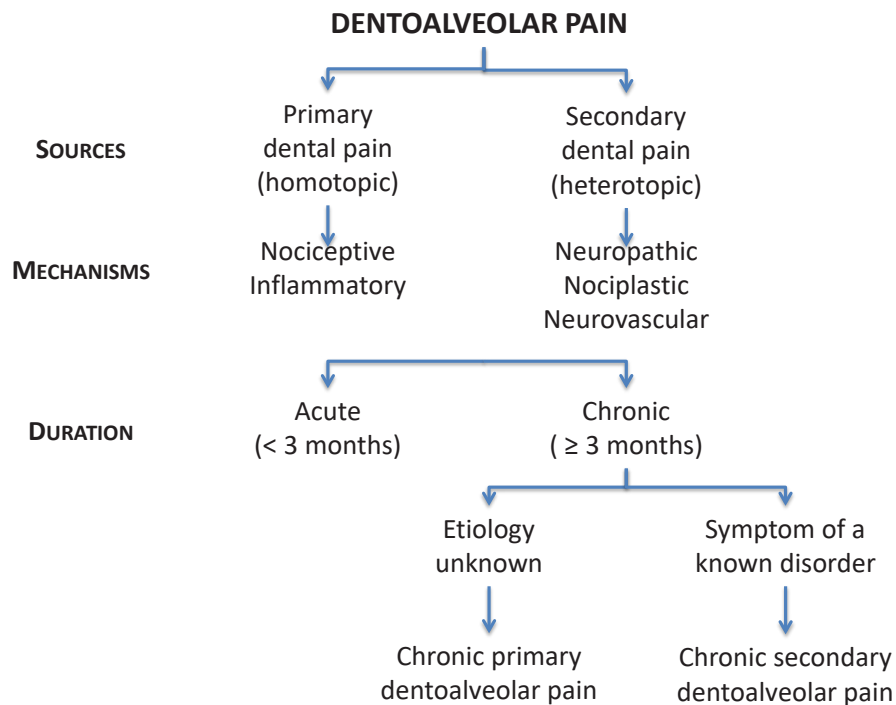 DENTOALVEOLAR PAIN
SOURCES
Primary
dental pain
(homotopic)
Secondary
dental pain
(heterotopic)
MECHANISMS
Nociceptive
Inflammatory
Neuropathic
Nociplastic
Neurovascular
DURATION
Acute
(< 3 months)
Chronic
( ≥ 3 months)
Etiology
unknown
Symptom of a
known disorder
Chronic primary
dentoalveolar pain
Chronic secondary
dentoalveolar pain